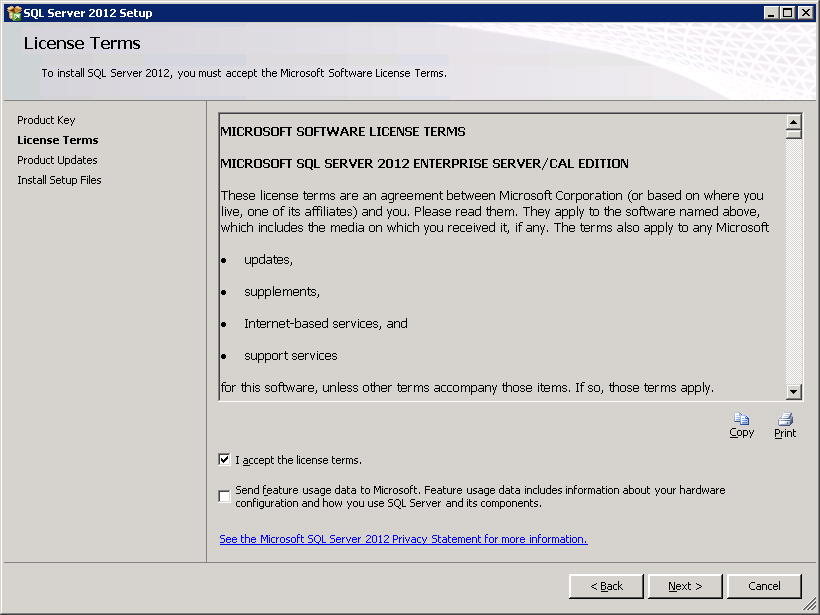 SQL Server 2012 Setup
License Terms
To install SQL Server 2012, you must accept the Microsoft Software License Terms.
Product Key
License Terms
Product Updates
Install Setup Files
MICROSOFT SOFTWARE LICENSE TERMS
MICROSOFT SQL SERVER 2012 ENTERPRISE SERVER/CAL EDITION
These license terms are an agreement between Microsoft Corporation (or based on where you
live, one of its affiliates) and you. Please read them. They apply to the software named above,
which includes the media on which you received it, if any. The terms also apply to any Microsoft
• updates,
• supplements,
• Internet-based services, and
• support services
for this software, unless other terms accompany those items. If so, those terms apply.
Copy
Print
I accept the license terms.
Send feature usage data to Microsoft. Feature usage data includes information about your hardware
configuration and how you use SQL Server and its components.
See the Microsoft SQL Server 2012 Privacy Statement for more information.
< Back
Next >
Cancel